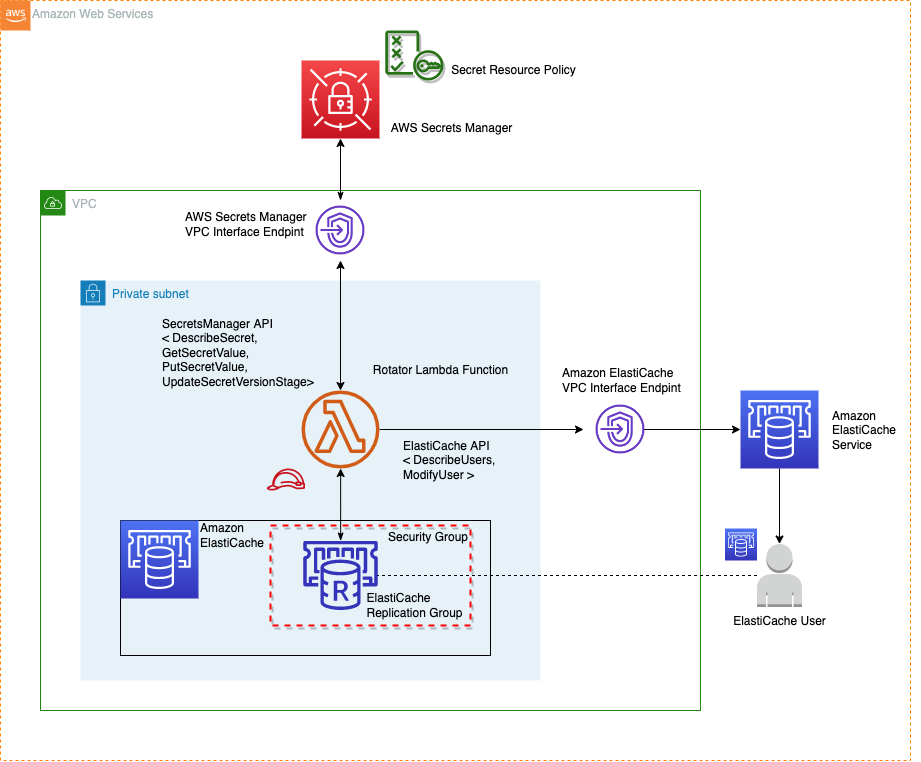 aws
Amazon Web Services
Secret Resource Policy
AWS Secrets Manager
VPC
AWS Secrets Manager
VPC Interface Endpint
Private subnet
SecretsManager API
< DescribeSecret,
GetSecretValue,
PutSecretValue,
UpdateSecretVersionStage>
Rotator Lambda Function
Amazon ElastiCache
VPC Interface Endpint
Amazon
ElastiCache
Service
ElastiCache API
< DescribeUsers,
ModifyUser >
Amazon
ElastiCache
Security Group
R
ElastiCache
Replication Group
ElastiCache User